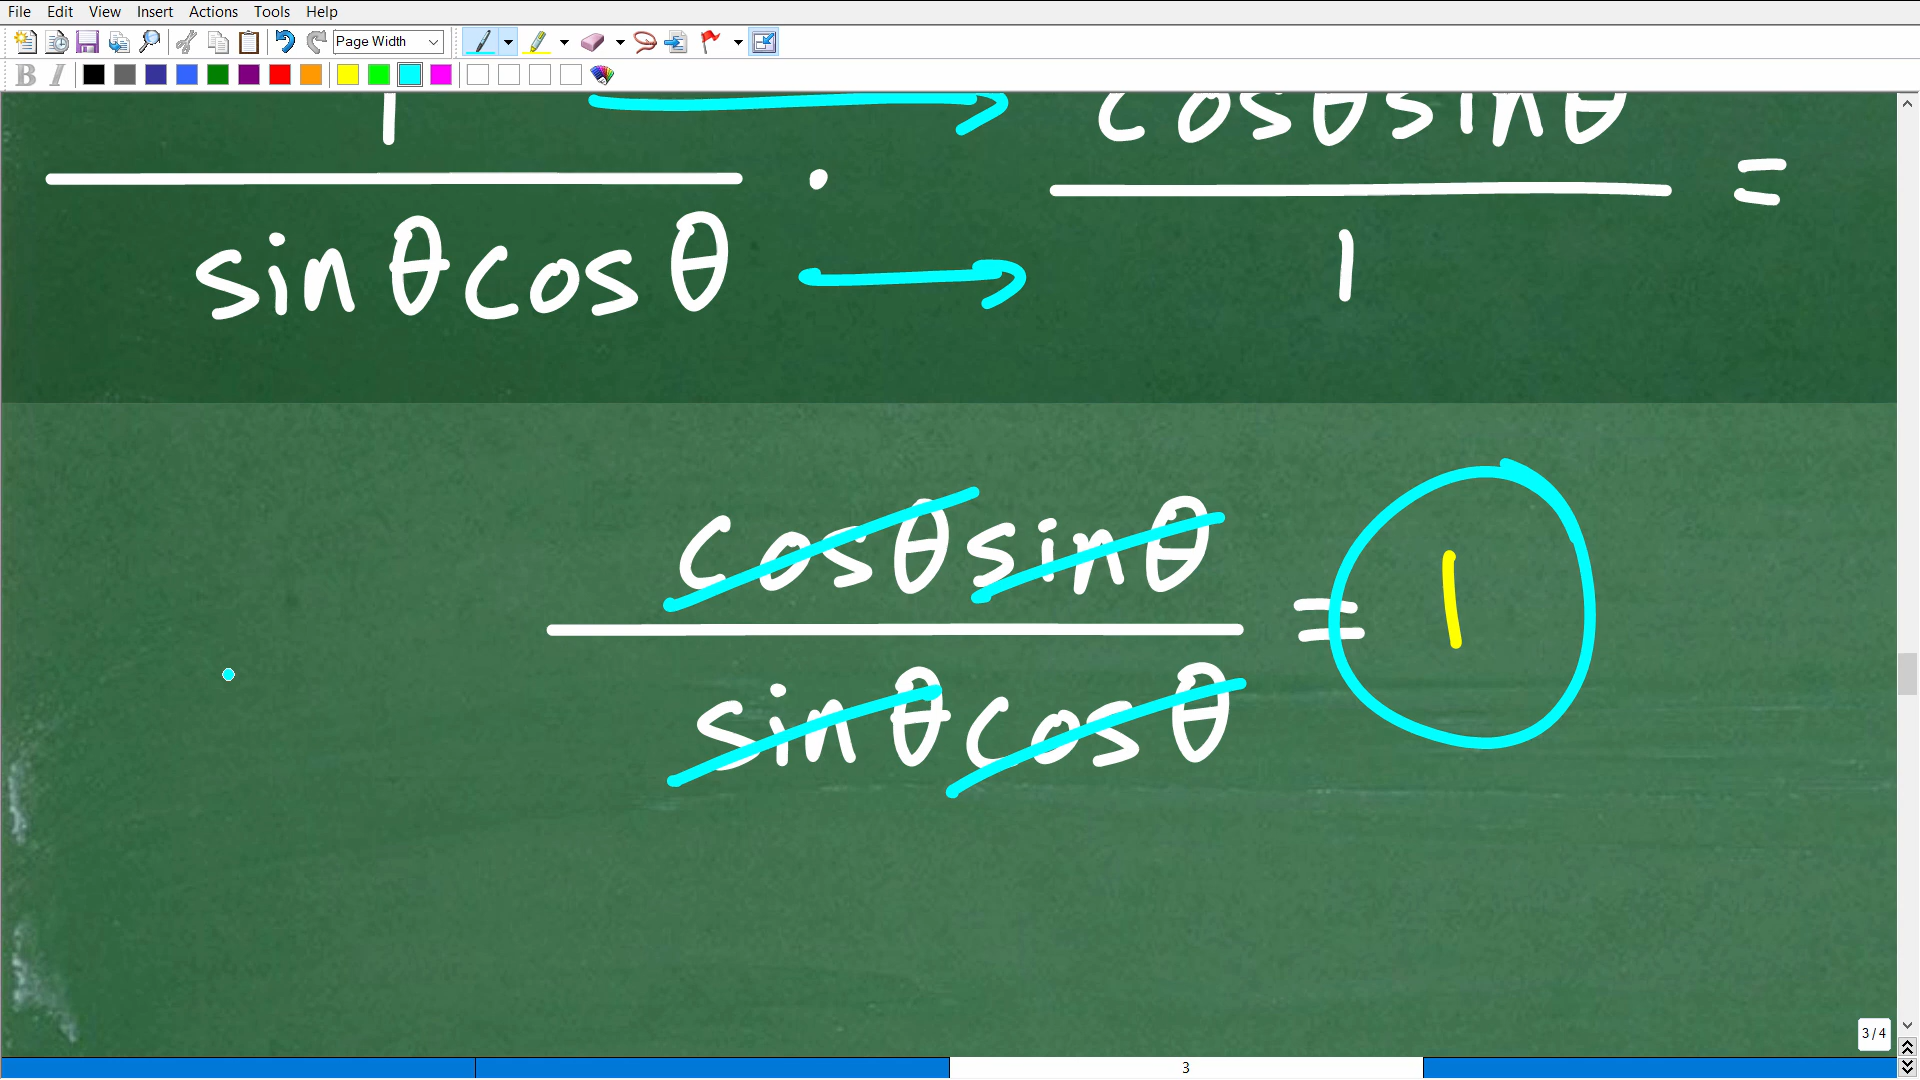 File Edit View Insert Actions Tools Help
Page Width
B I
1 cosθsinθ
· =
sinθcosθ 1
cosθsinθ
= 1
sinθcosθ
3 / 4
3